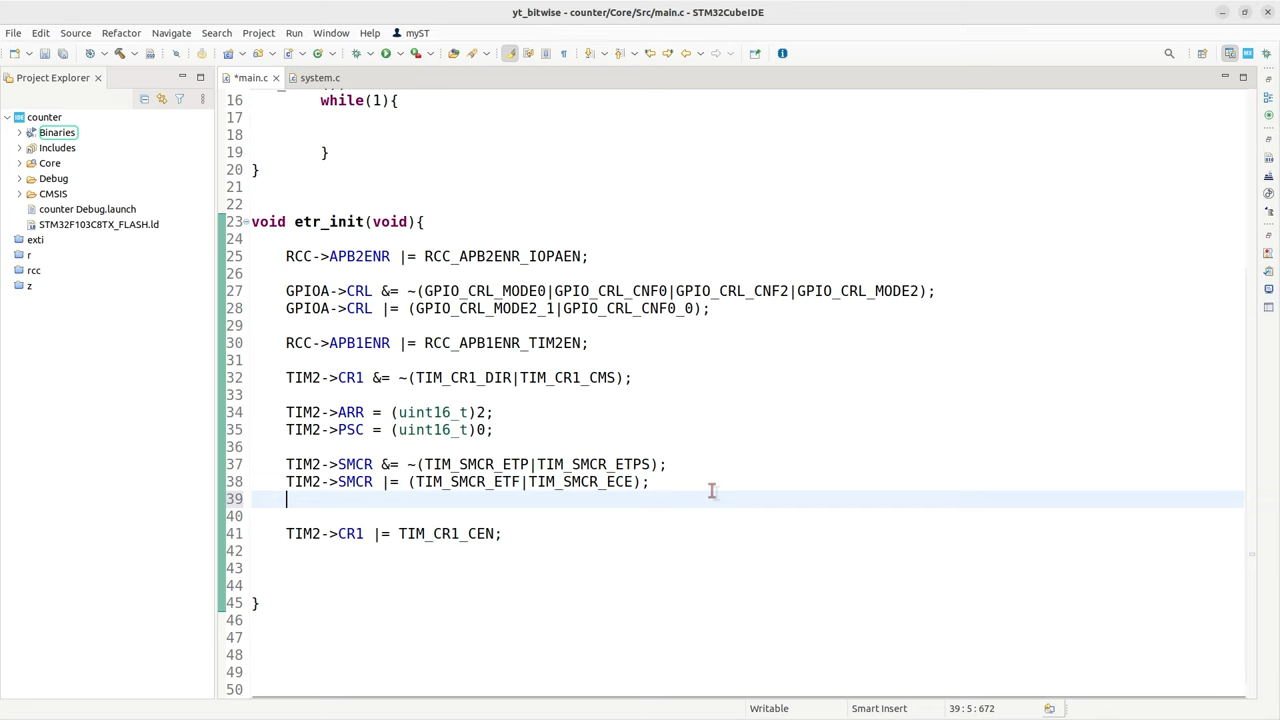 yt_bitwise - counter/Core/Src/main.c - STM32CubeIDE
File Edit Source Refactor Navigate Search Project Run Window Help myST
Project Explorer
*main.c
system.c
counter
Binaries
Includes
Core
Debug
CMSIS
counter Debug.launch
STM32F103C8TX_FLASH.ld
exti
r
rcc
z
16 while(1){
17
18
19 }
20 }
21
22
23 void etr_init(void){
24
25 RCC->APB2ENR |= RCC_APB2ENR_IOPAEN;
26
27 GPIOA->CRL &= ~(GPIO_CRL_MODE0|GPIO_CRL_CNF0|GPIO_CRL_CNF2|GPIO_CRL_MODE2);
28 GPIOA->CRL |= (GPIO_CRL_MODE2_1|GPIO_CRL_CNF0_0);
29
30 RCC->APB1ENR |= RCC_APB1ENR_TIM2EN;
31
32 TIM2->CR1 &= ~(TIM_CR1_DIR|TIM_CR1_CMS);
33
34 TIM2->ARR = (uint16_t)2;
35 TIM2->PSC = (uint16_t)0;
36
37 TIM2->SMCR &= ~(TIM_SMCR_ETP|TIM_SMCR_ETPS);
38 TIM2->SMCR |= (TIM_SMCR_ETF|TIM_SMCR_ECE);
39
40
41 TIM2->CR1 |= TIM_CR1_CEN;
42
43
44
45 }
46
47
48
49
50
Writable Smart Insert 39 : 5 : 672